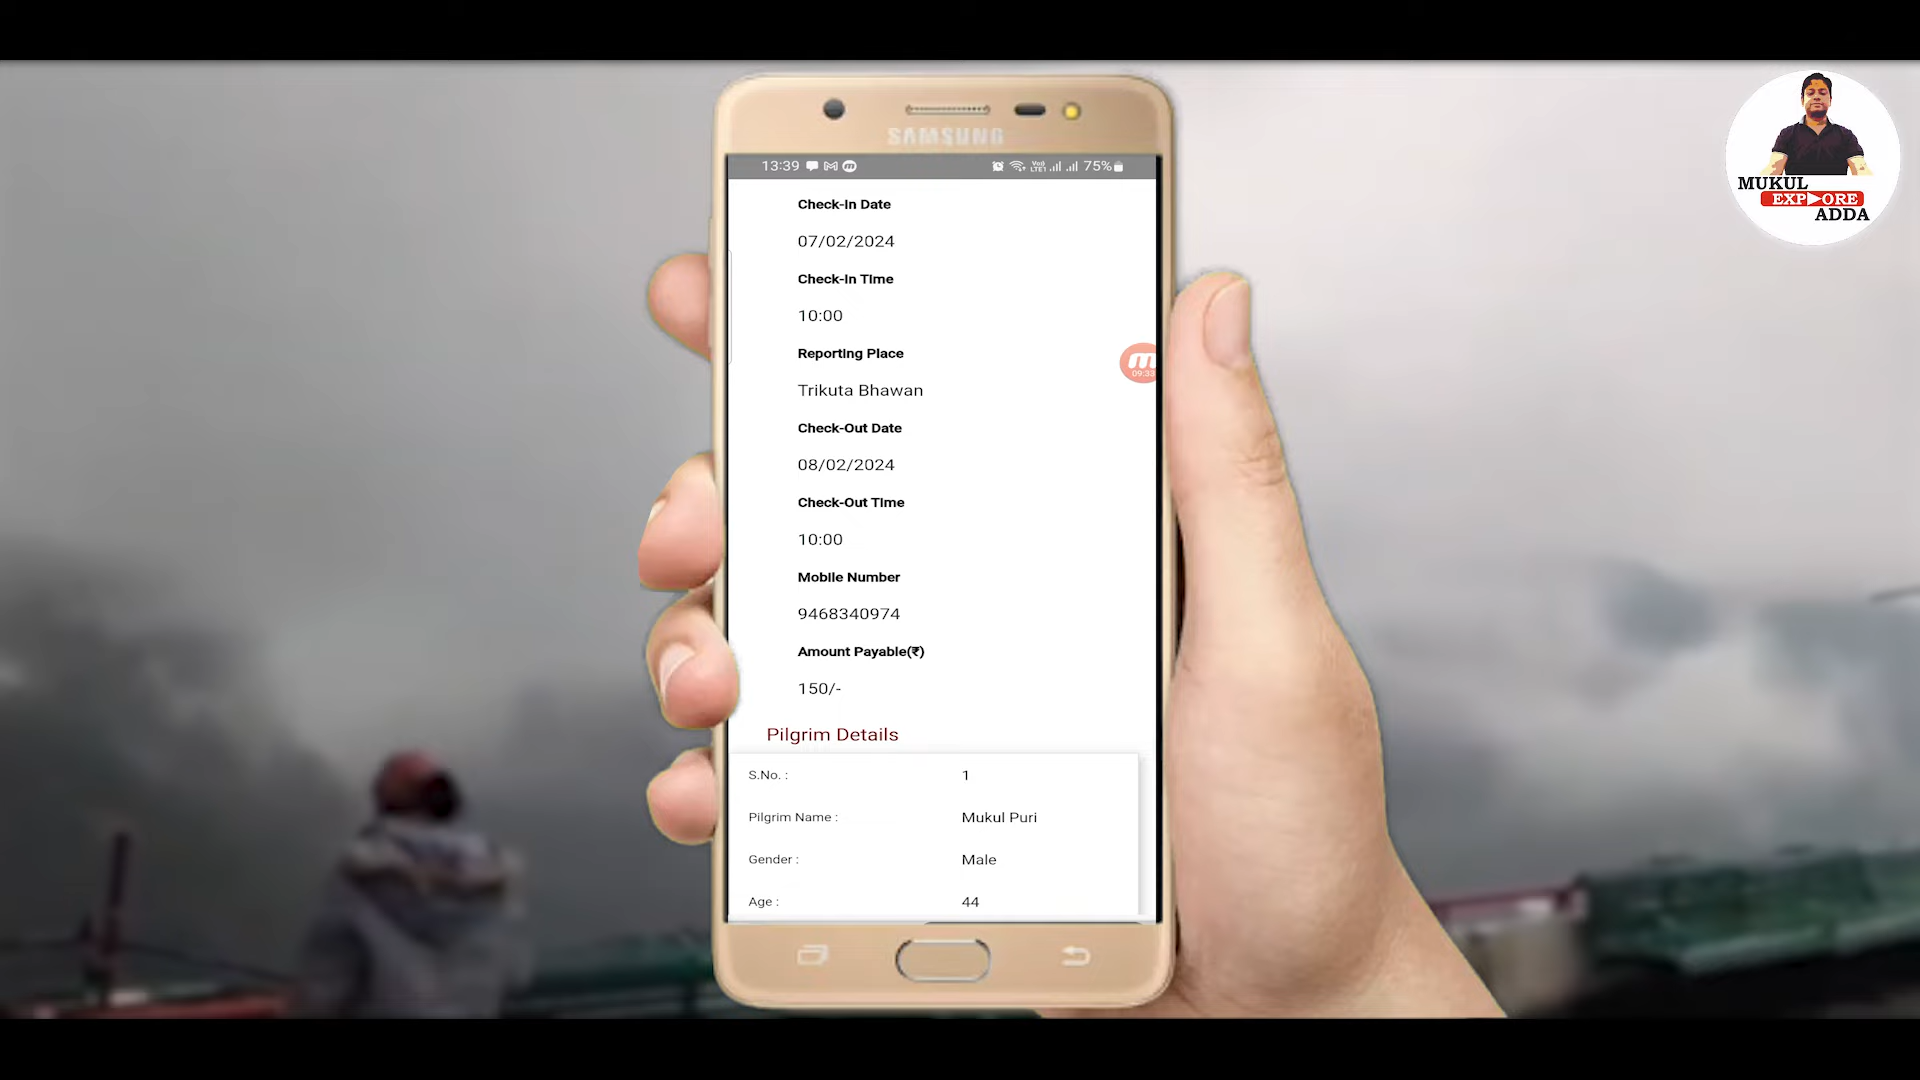 SAMSUNG
13:39
75%
Check-In Date
07/02/2024
Check-In Time
10:00
Reporting Place
Trikuta Bhawan
Check-Out Date
08/02/2024
Check-Out Time
10:00
Mobile Number
9468340974
Amount Payable(₹)
150/-
Pilgrim Details
S.No. : 1
Pilgrim Name : Mukul Puri
Gender : Male
Age : 44
09:33
MUKUL
EXPLORE
ADDA